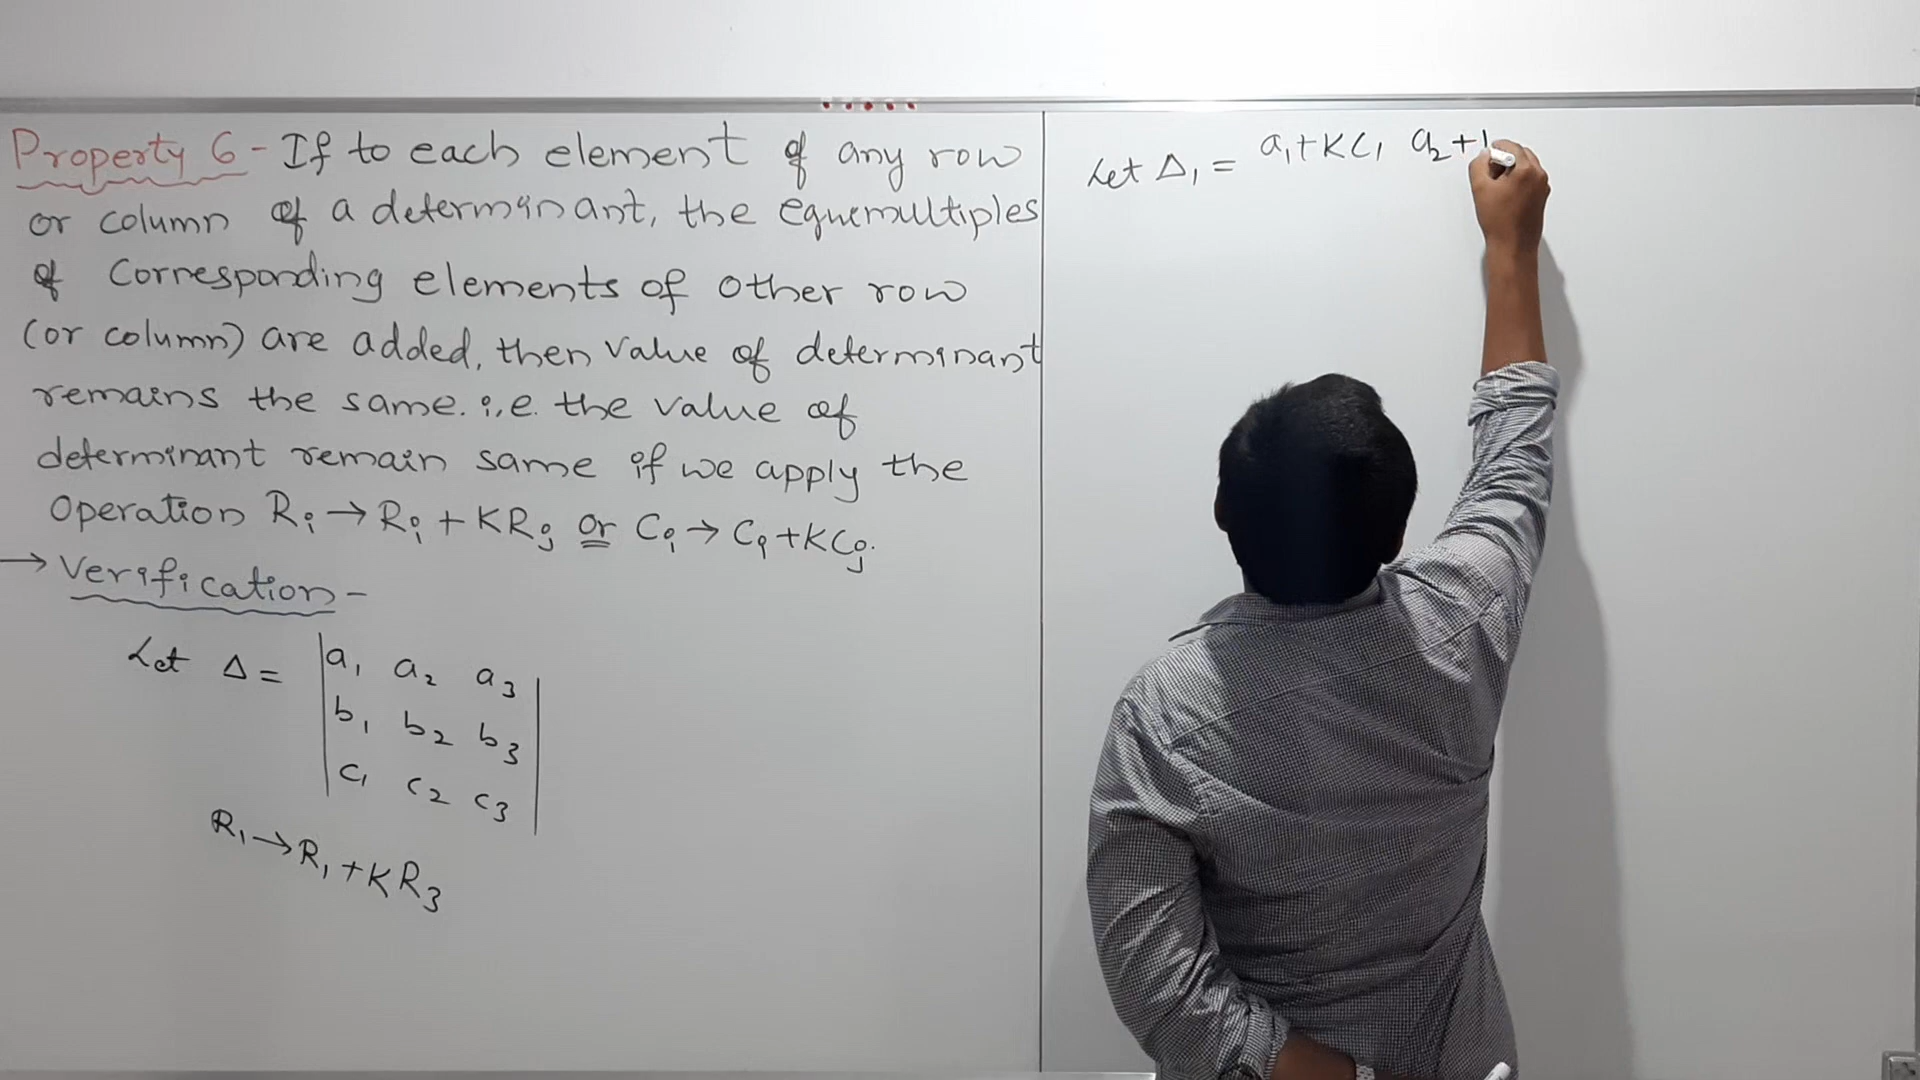 Property 6 - If to each element of any row
or column of a determinant, the equemultiples
of Corresponding elements of other row
(or column) are added, then value of determinant
remains the same. i.e. the value of
determinant remain same if we apply the
Operation Ri → Ri + KRj or Ci → Ci + KCj.
→ Verification -
Let Δ = | a1 a2 a3 |
| b1 b2 b3 |
| c1 c2 c3 |
R1 → R1 + KR3
Let Δ1 = a1+KC1 a2+